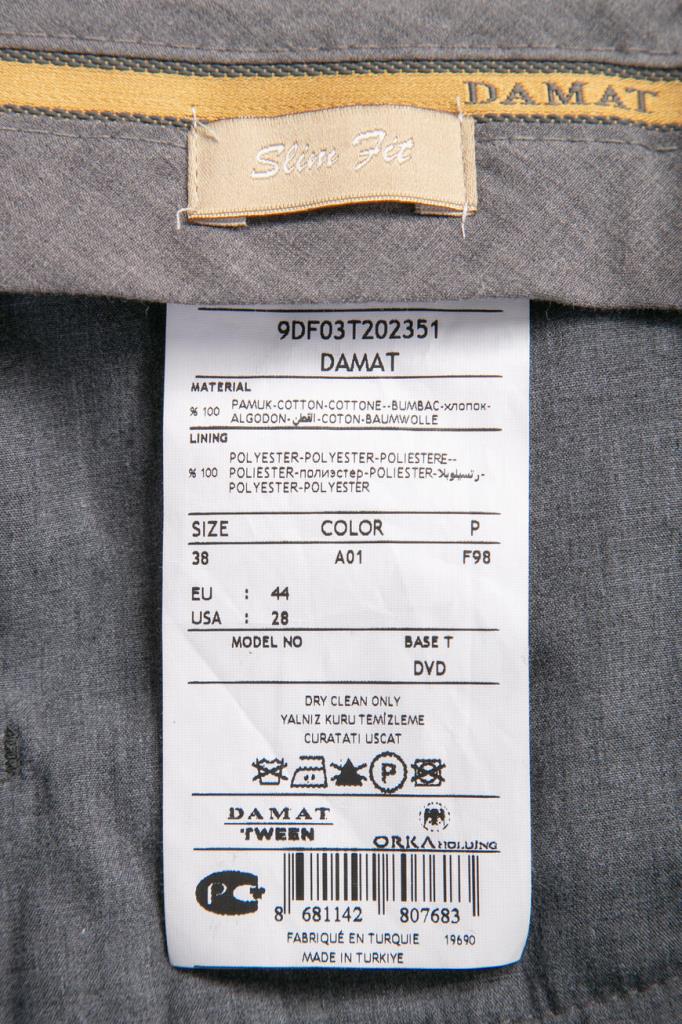 DAMAT
Slim Fit
9DF03T202351
DAMAT
MATERIAL
% 100 PAMUK-COTTON-COTTONE--BUMBAC-хлопок-
ALGODON-القطن-COTON-BAUMWOLLE
LINING
POLYESTER-POLYESTER-POLIESTERE--
% 100 POLIESTER-полиэстер-POLIESTER-رتسيلوبلا-
POLYESTER-POLYESTER
SIZE COLOR P
38 A01 F98
EU : 44
USA : 28
MODEL NO BASE T
DVD
DRY CLEAN ONLY
YALNIZ KURU TEMİZLEME
CURATATI USCAT
P
DAMAT
TWEEN
ORKA HOLDING
PC
8 681142 807683
FABRIQUÉ EN TURQUIE 19690
MADE IN TURKIYE